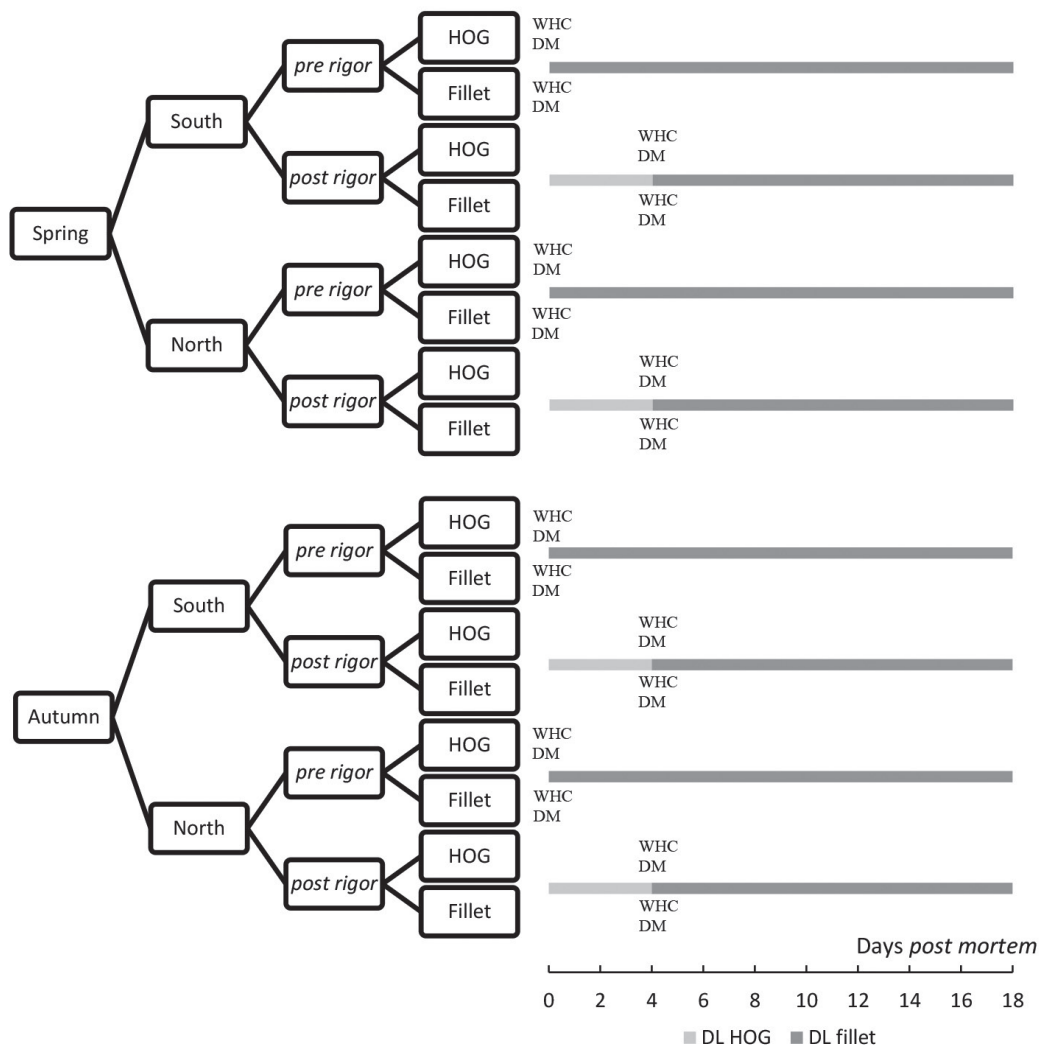 HOG
WHC
DM
pre rigor
Fillet
WHC
DM
South
HOG
WHC
DM
post rigor
Fillet
WHC
DM
Spring
HOG
WHC
DM
pre rigor
Fillet
WHC
DM
North
HOG
WHC
DM
post rigor
Fillet
WHC
DM
HOG
WHC
DM
pre rigor
Fillet
WHC
DM
South
HOG
WHC
DM
post rigor
Fillet
WHC
DM
Autumn
HOG
WHC
DM
pre rigor
Fillet
WHC
DM
North
HOG
WHC
DM
post rigor
Fillet
WHC
DM
Days post mortem
0 2 4 6 8 10 12 14 16 18
DL HOG DL fillet